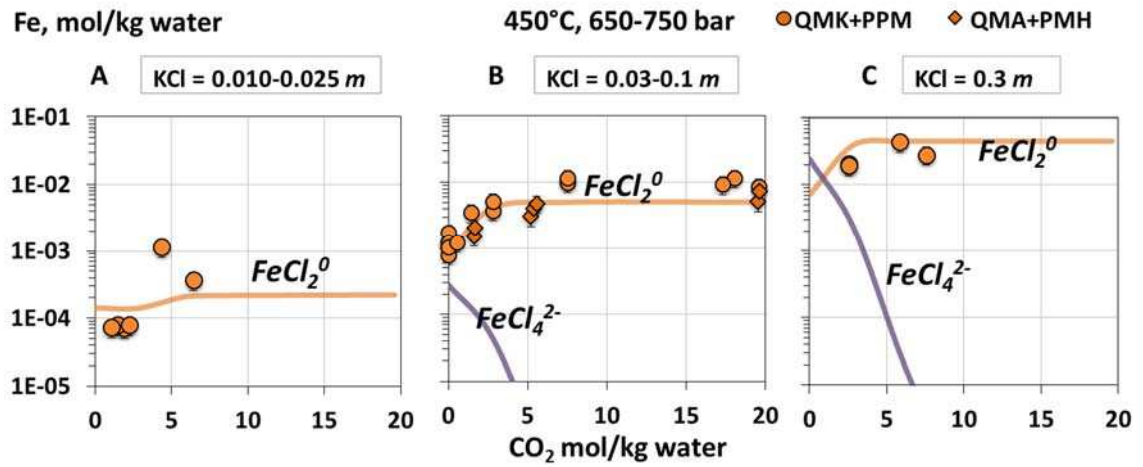 Fe, mol/kg water
450°C, 650-750 bar
QMK+PPM
QMA+PMH
A
KCl = 0.010-0.025 m
B
KCl = 0.03-0.1 m
C
KCl = 0.3 m
1E-01
1E-02
1E-03
1E-04
1E-05
FeCl₂⁰
FeCl₂⁰
FeCl₄²⁻
FeCl₂⁰
FeCl₄²⁻
0 5 10 15 20
0 5 10 15 20
0 5 10 15 20
CO₂ mol/kg water